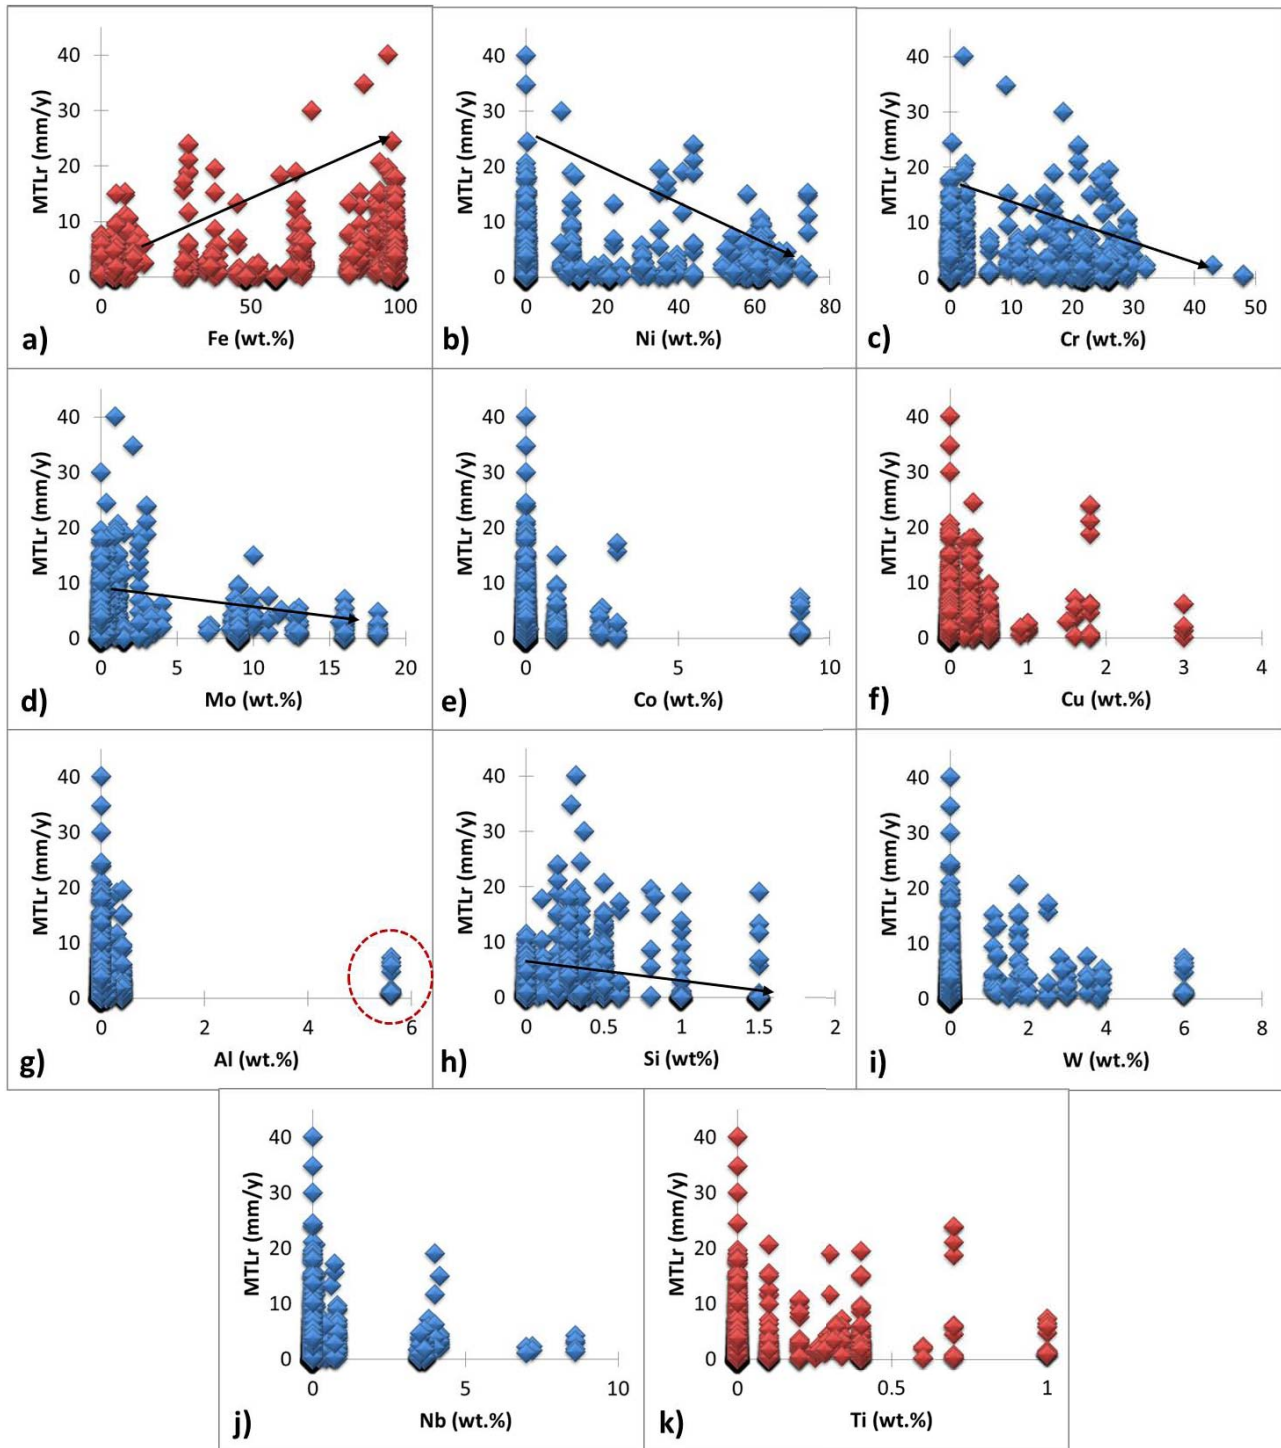 40
30
20
10
0
MTLr (mm/y)
0 50 100
Fe (wt.%)
a)
40
30
20
10
0
MTLr (mm/y)
0 20 40 60 80
Ni (wt.%)
b)
40
30
20
10
0
MTLr (mm/y)
0 10 20 30 40 50
Cr (wt.%)
c)
40
30
20
10
0
MTLr (mm/y)
0 5 10 15 20
Mo (wt.%)
d)
40
30
20
10
0
MTLr (mm/y)
0 5 10
Co (wt.%)
e)
40
30
20
10
0
MTLr (mm/y)
0 1 2 3 4
Cu (wt.%)
f)
40
30
20
10
0
MTLr (mm/y)
0 2 4 6
Al (wt.%)
g)
40
30
20
10
0
MTLr (mm/y)
0 0.5 1 1.5 2
Si (wt%)
h)
40
30
20
10
0
MTLr (mm/y)
0 2 4 6 8
W (wt.%)
i)
40
30
20
10
0
MTLr (mm/y)
0 5 10
Nb (wt.%)
j)
40
30
20
10
0
MTLr (mm/y)
0 0.5 1
Ti (wt.%)
k)